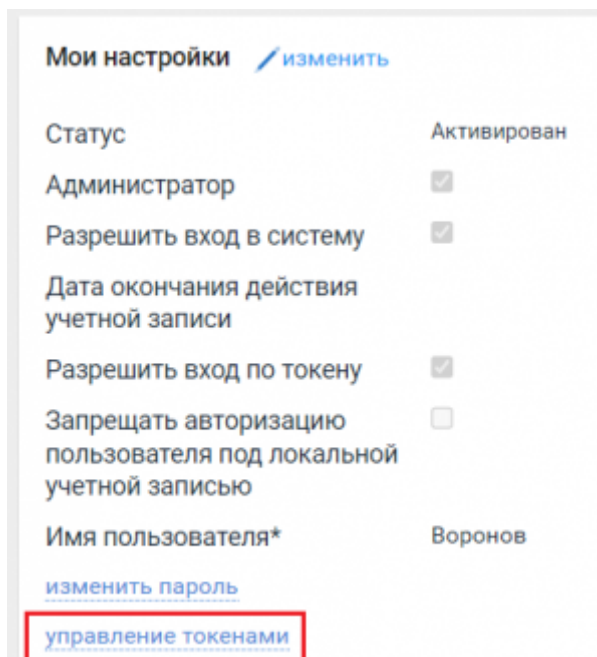 Мои настройки изменить
Статус Активирован
Администратор
Разрешить вход в систему
Дата окончания действия
учетной записи
Разрешить вход по токену
Запрещать авторизацию
пользователя под локальной
учетной записью
Имя пользователя* Воронов
изменить пароль
управление токенами